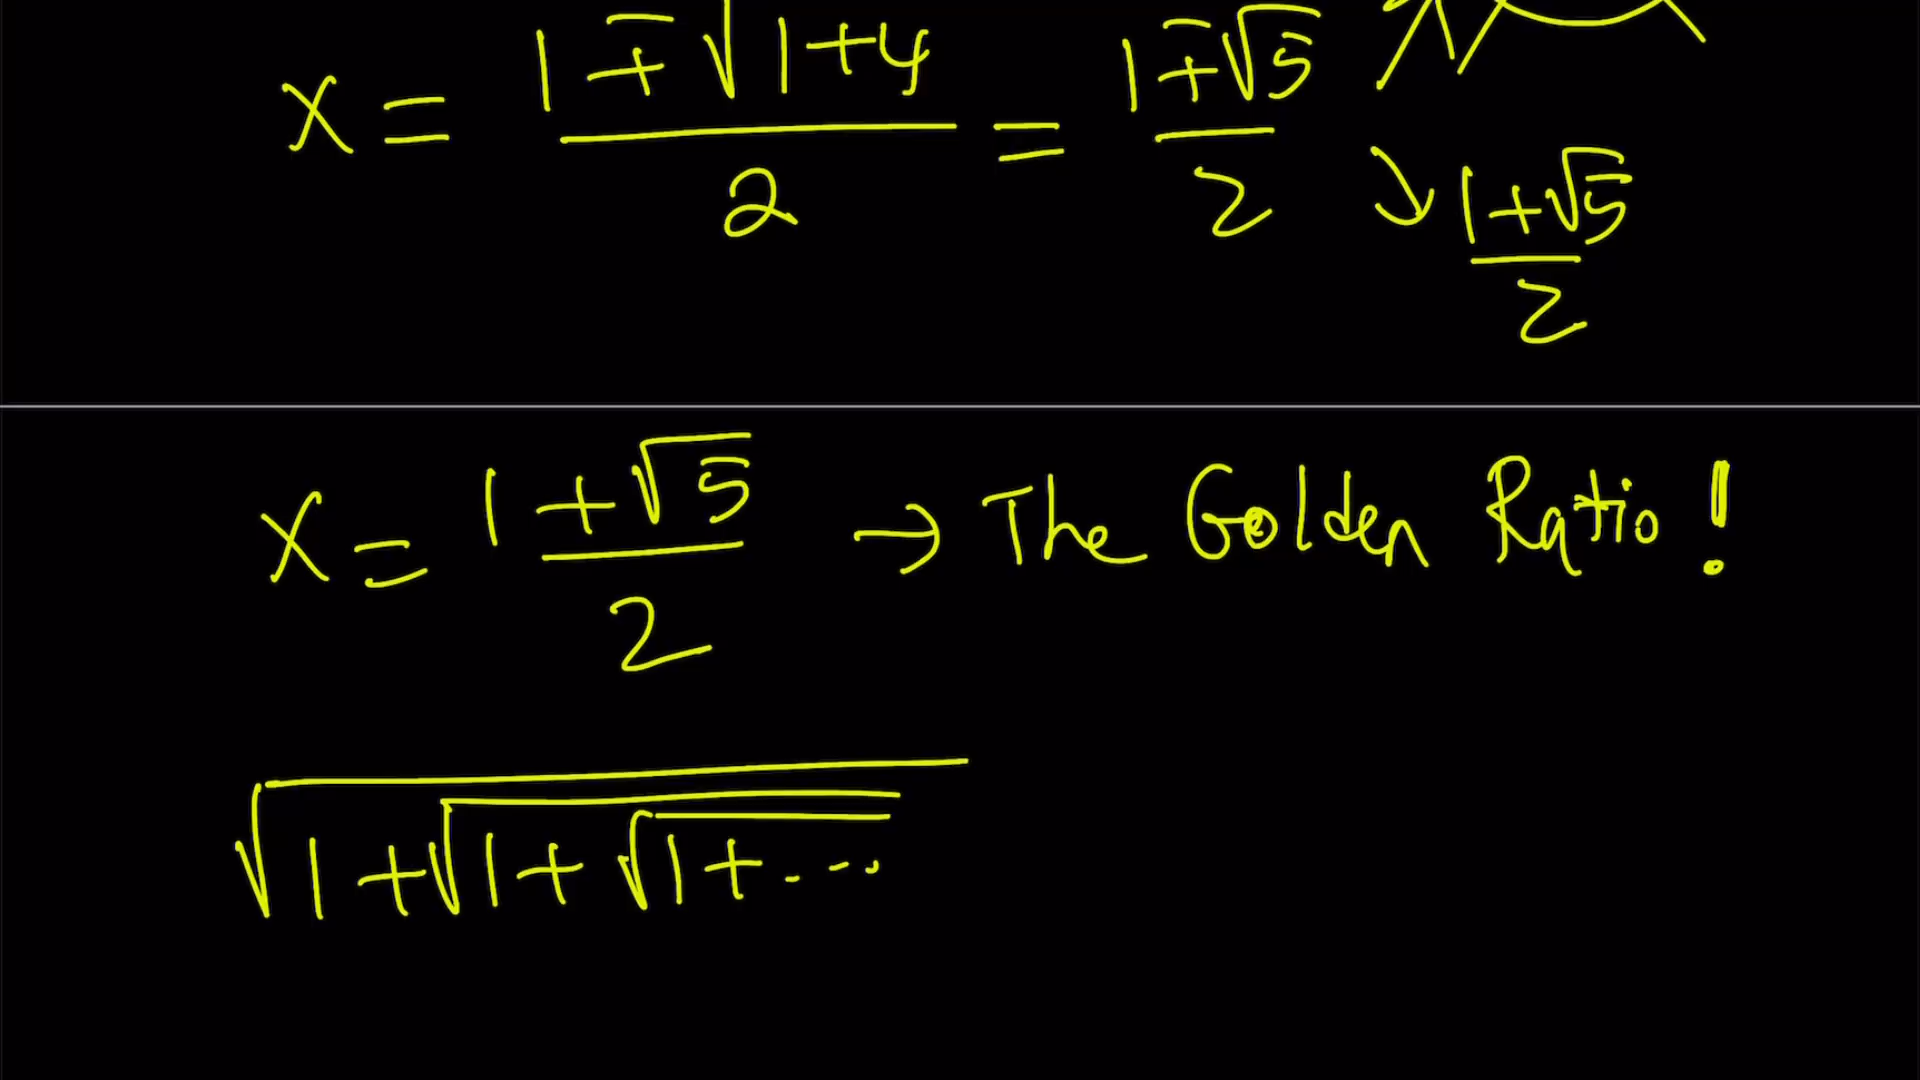 x = (1 ∓ √(1+4))/2 = (1 ∓ √5)/2
↘ (1+√5)/2
x = (1+√5)/2 → The Golden Ratio!
√(1+√(1+√(1+...